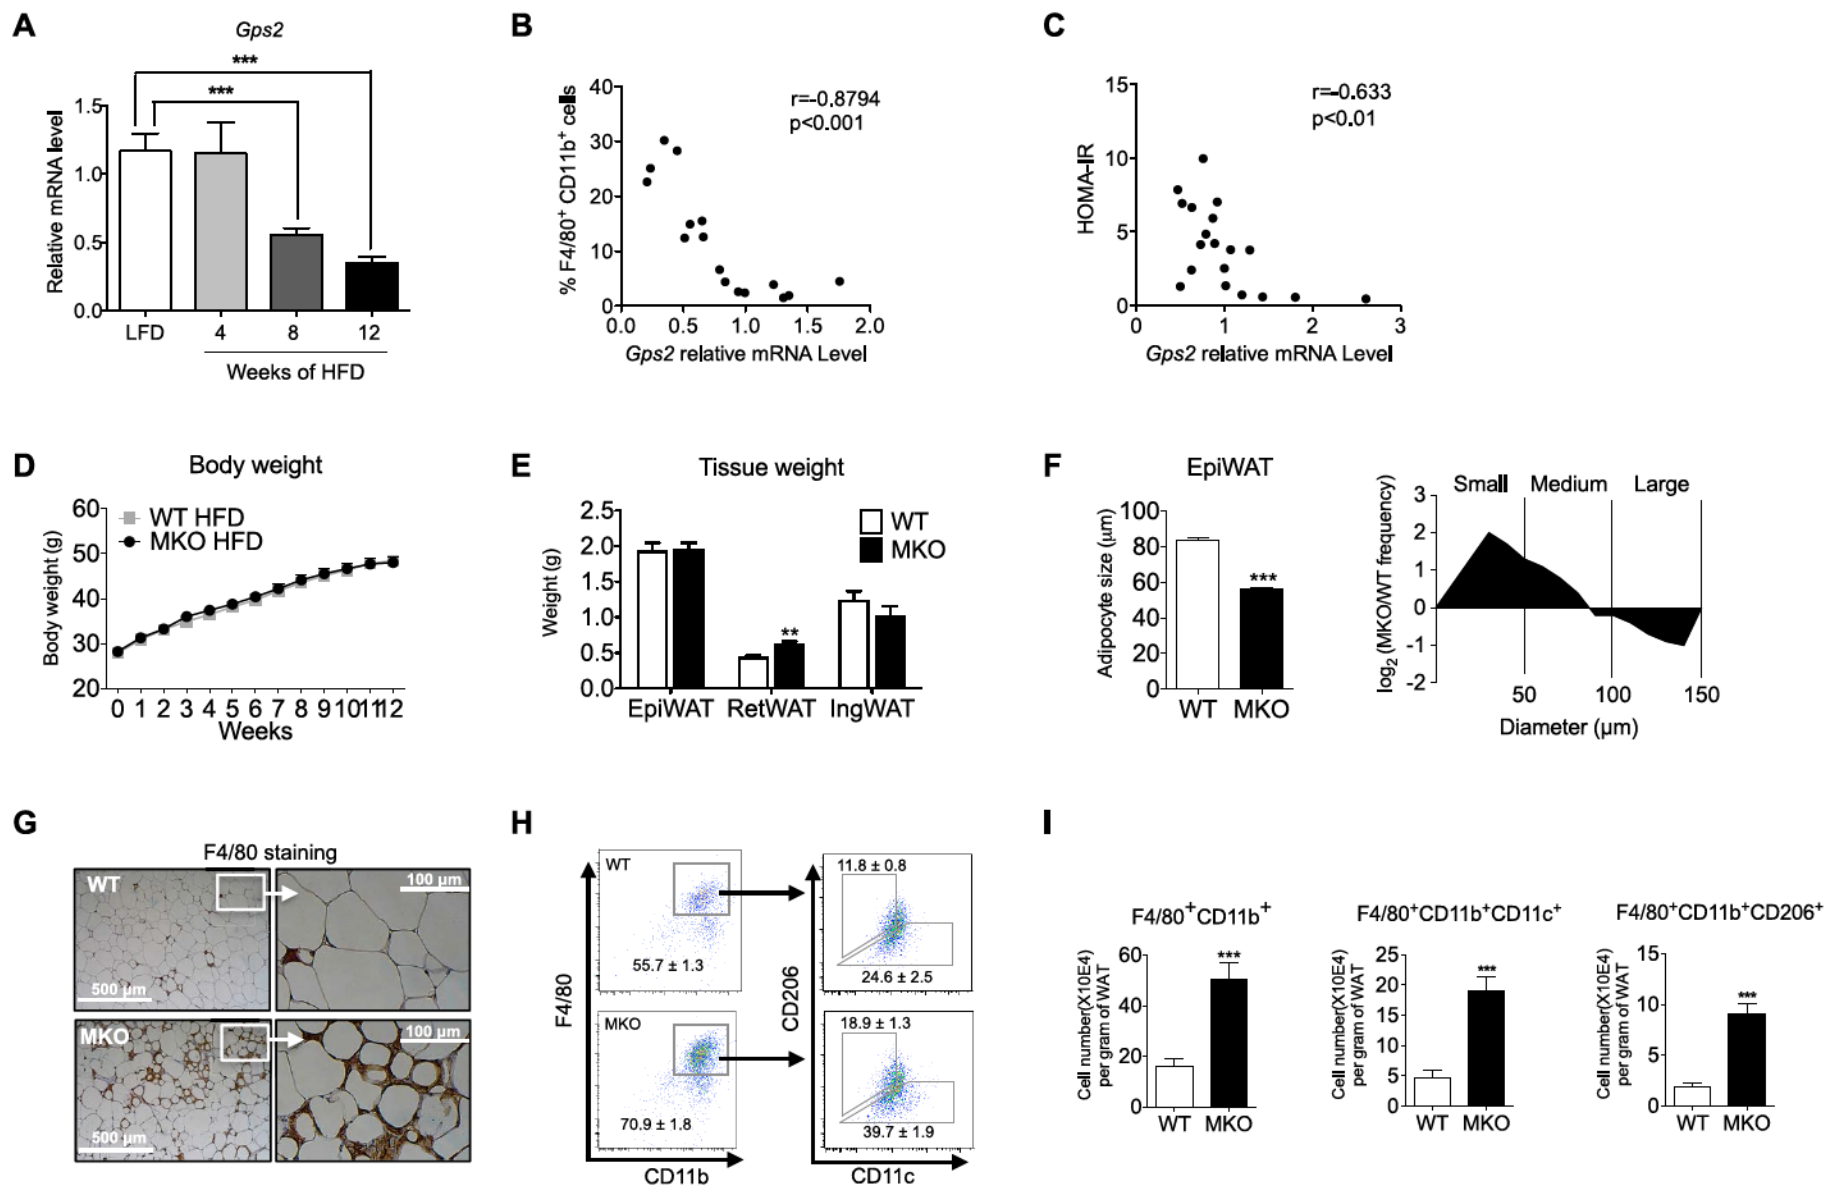 A
Gps2
***
***
Relative mRNA level
1.5
1.0
0.5
0.0
LFD
4
8
12
Weeks of HFD
B
% F4/80+ CD11b+ cells
40
30
20
10
0
r=-0.8794
p<0.001
0.0
0.5
1.0
1.5
2.0
Gps2 relative mRNA Level
C
HOMA-IR
15
10
5
0
r=-0.633
p<0.01
0
1
2
3
Gps2 relative mRNA Level
D
Body weight
Body weight (g)
60
50
40
30
20
WT HFD
MKO HFD
0 1 2 3 4 5 6 7 8 9 10 11 12
Weeks
E
Tissue weight
Weight (g)
2.5
2.0
1.5
1.0
0.5
0.0
WT
MKO
**
EpiWAT RetWAT IngWAT
F
EpiWAT
Adipocyte size (μm)
100
80
60
40
20
0
***
WT MKO
log2 (MKO/WT frequency)
Small Medium Large
3
2
1
0
-1
-2
50 100 150
Diameter (μm)
G
F4/80 staining
WT
500 μm
100 μm
MKO
500 μm
100 μm
H
F4/80
WT
55.7 ± 1.3
MKO
70.9 ± 1.8
CD11b
CD206
11.8 ± 0.8
24.6 ± 2.5
18.9 ± 1.3
39.7 ± 1.9
CD11c
I
F4/80+CD11b+
Cell number(X10E4)
per gram of WAT
60
40
20
0
***
WT MKO
F4/80+CD11b+CD11c+
Cell number(X10E4)
per gram of WAT
25
20
15
10
5
0
***
WT MKO
F4/80+CD11b+CD206+
Cell number(X10E4)
per gram of WAT
15
10
5
0
***
WT MKO